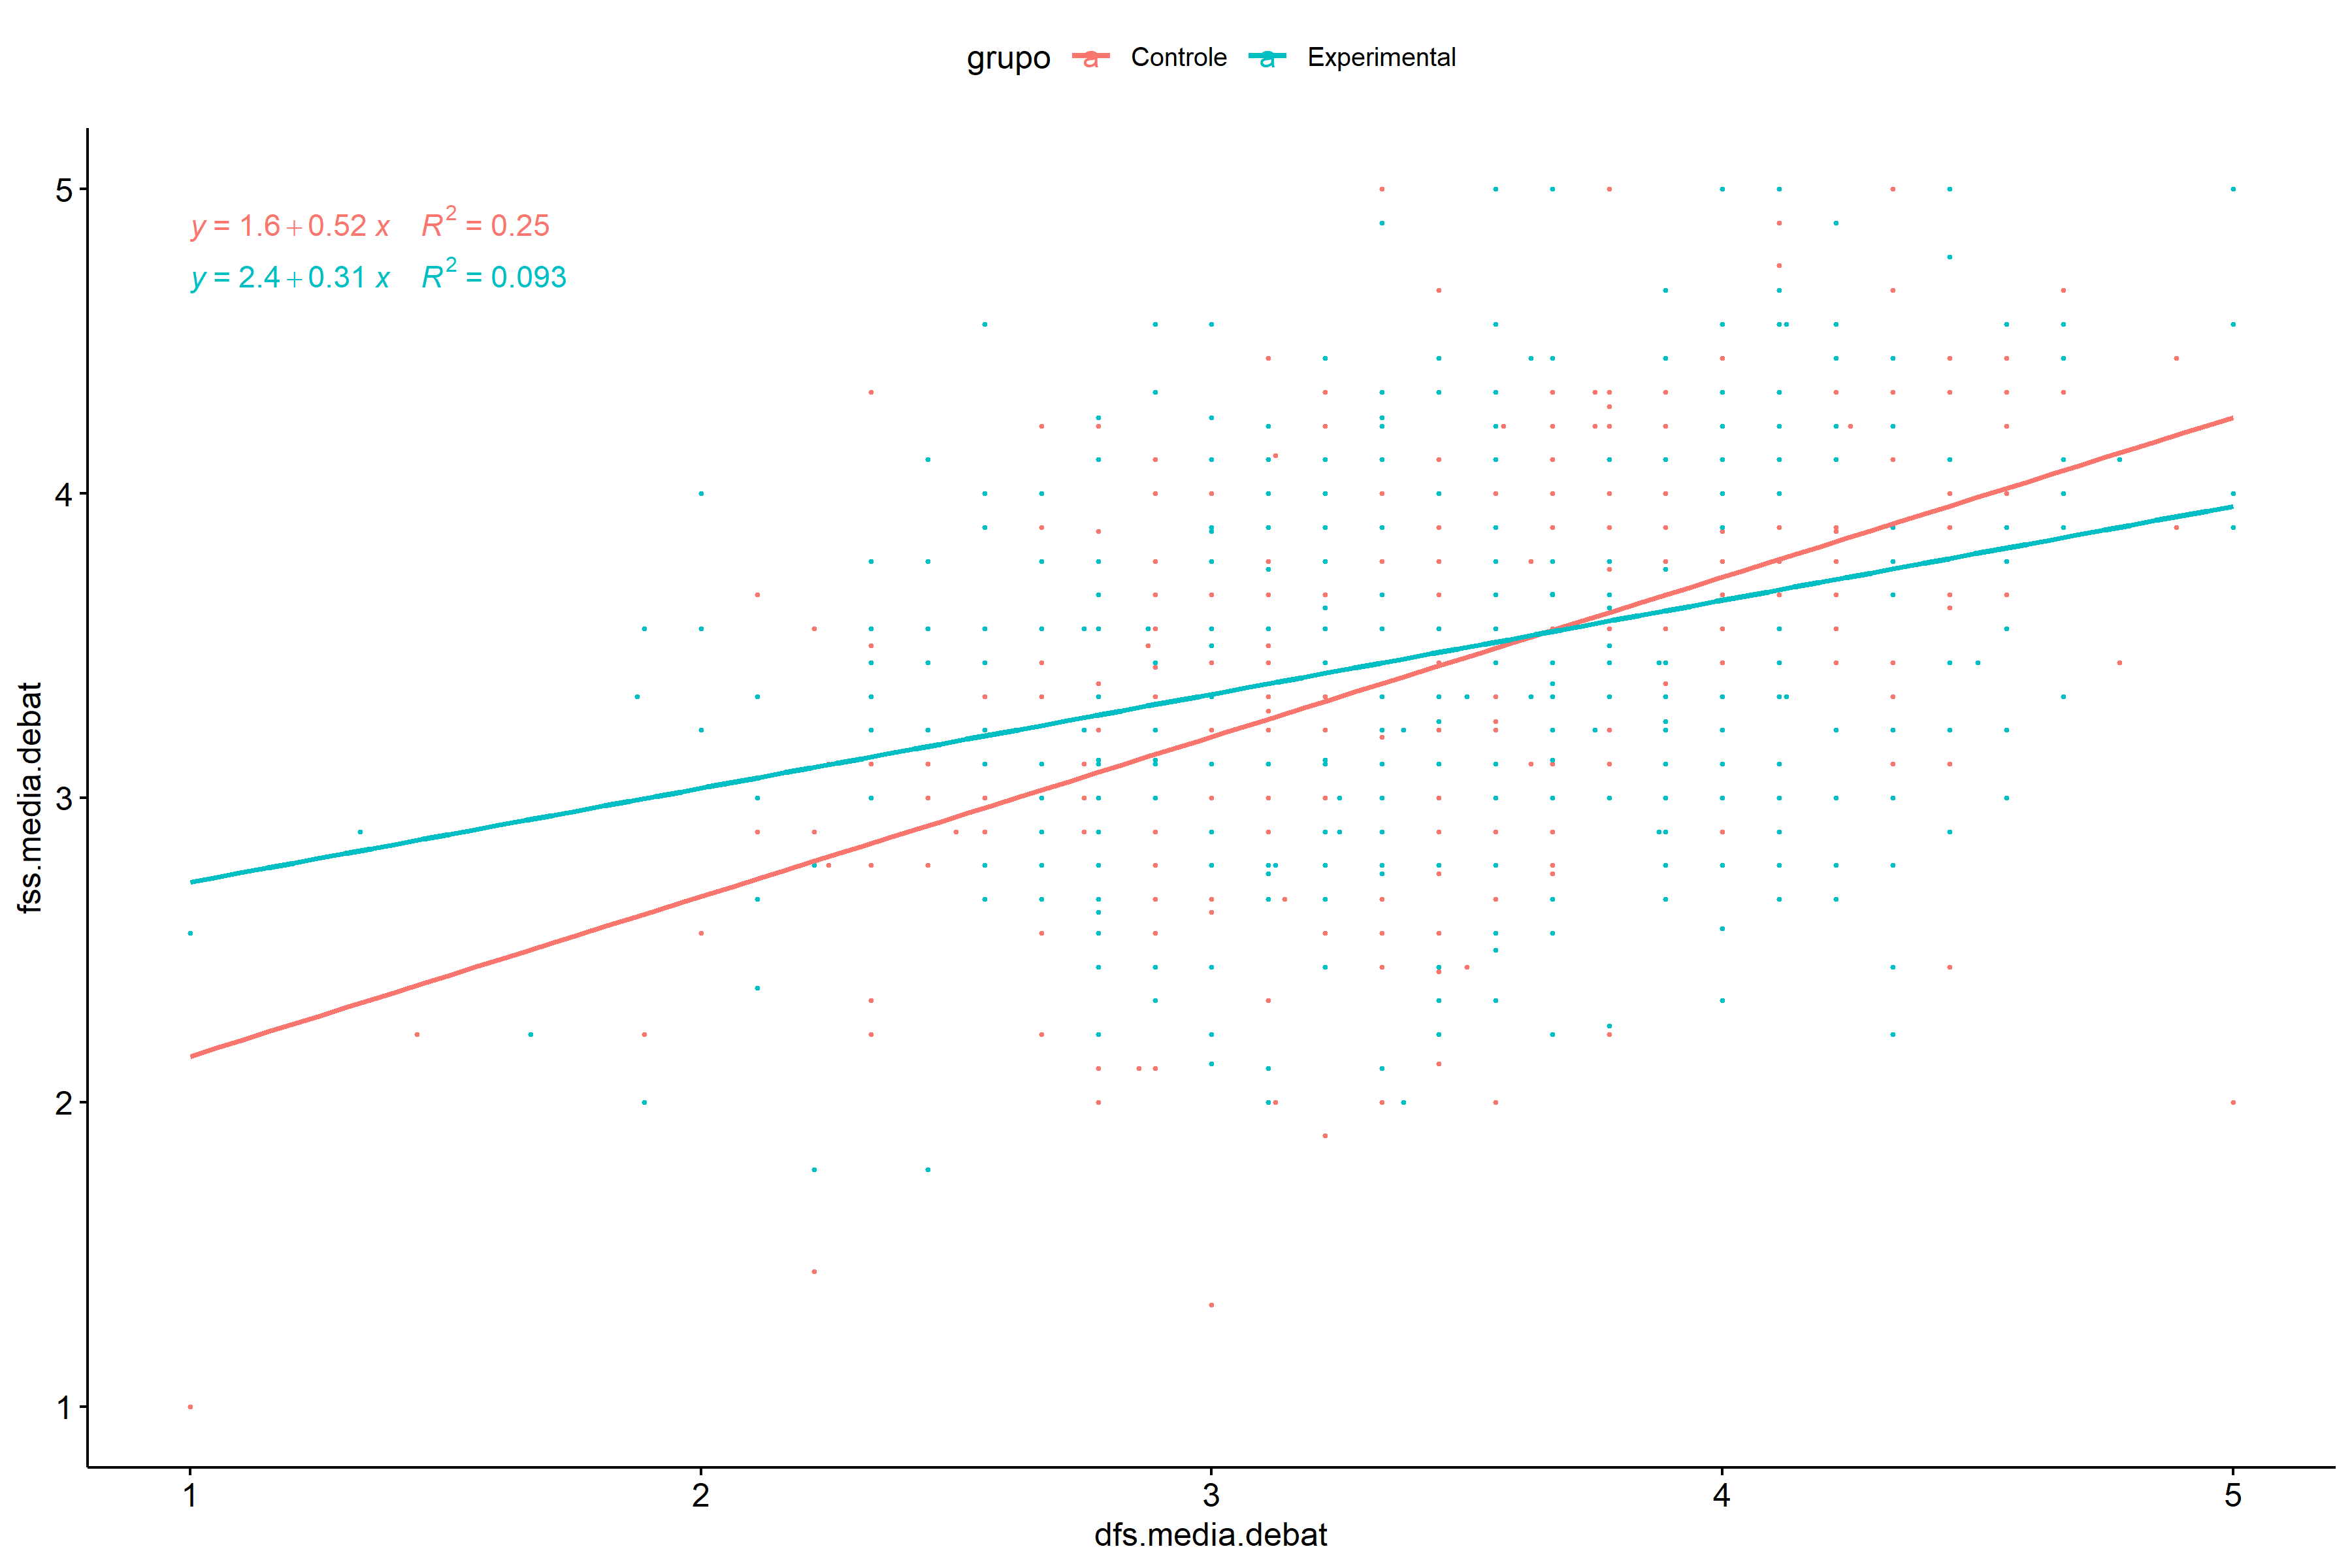 grupo a Controle a Experimental
y = 1.6 + 0.52 x R² = 0.25
y = 2.4 + 0.31 x R² = 0.093
5
4
3
2
1
fss.media.debat
1 2 3 4 5
dfs.media.debat